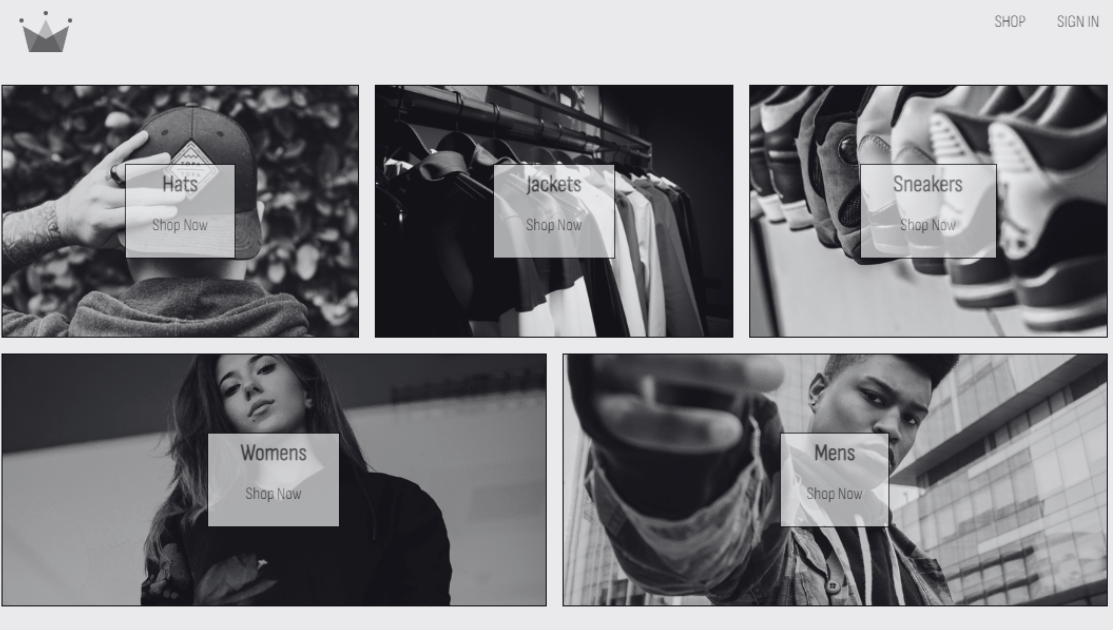 SHOP SIGN IN
Hats
Shop Now
Jackets
Shop Now
Sneakers
Shop Now
Womens
Shop Now
Mens
Shop Now